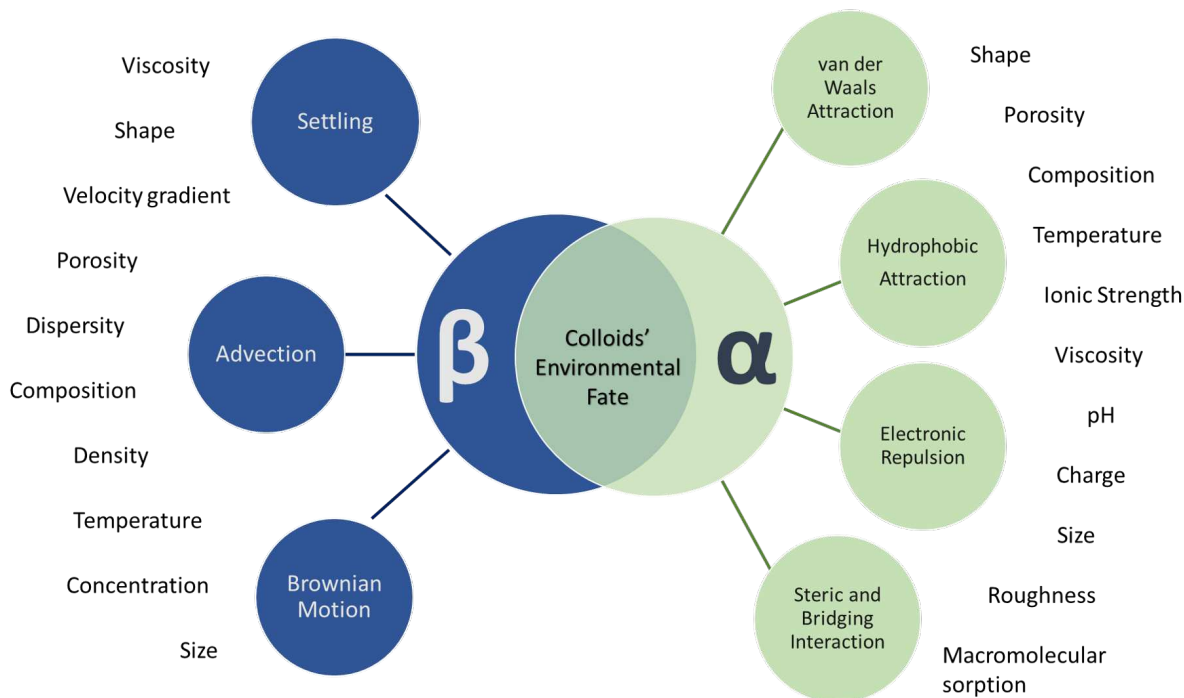 Viscosity
Shape
Velocity gradient
Porosity
Dispersity
Composition
Density
Temperature
Concentration
Size
Settling
Advection
Brownian
Motion
β
Colloids’
Environmental
Fate
α
van der
Waals
Attraction
Hydrophobic
Attraction
Electronic
Repulsion
Steric and
Bridging
Interaction
Shape
Porosity
Composition
Temperature
Ionic Strength
Viscosity
pH
Charge
Size
Roughness
Macromolecular
sorption